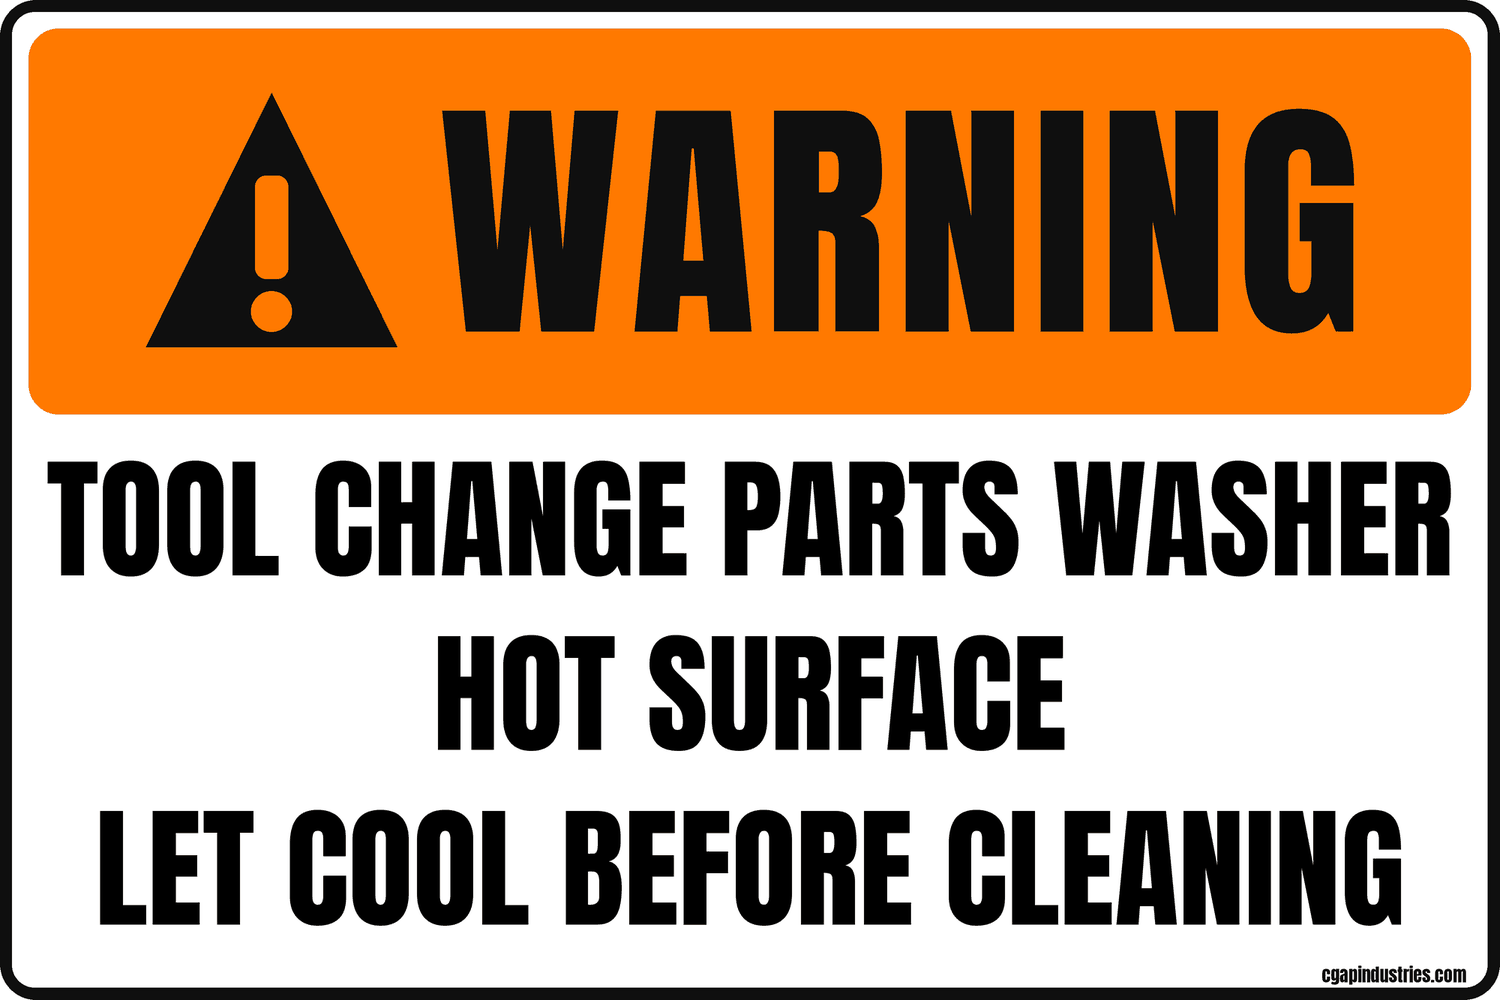 WARNING
TOOL CHANGE PARTS WASHER
HOT SURFACE
LET COOL BEFORE CLEANING
cgapindustries.com